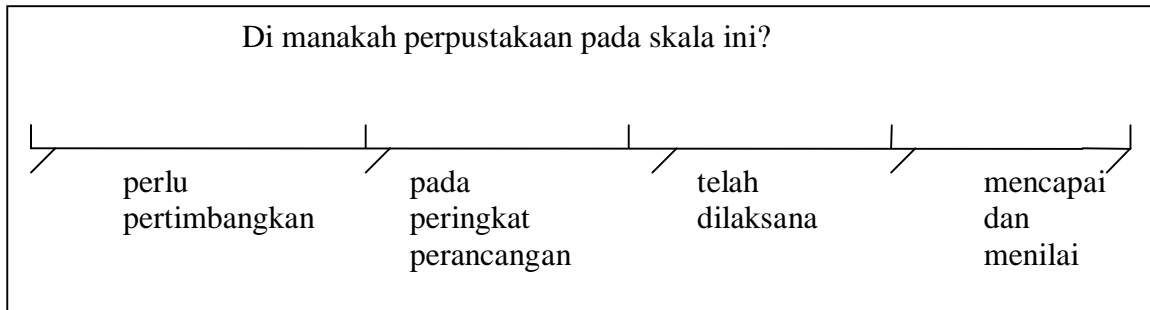 Di manakah perpustakaan pada skala ini?
perlu
pertimbangkan
pada
peringkat
perancangan
telah
dilaksana
mencapai
dan
menilai